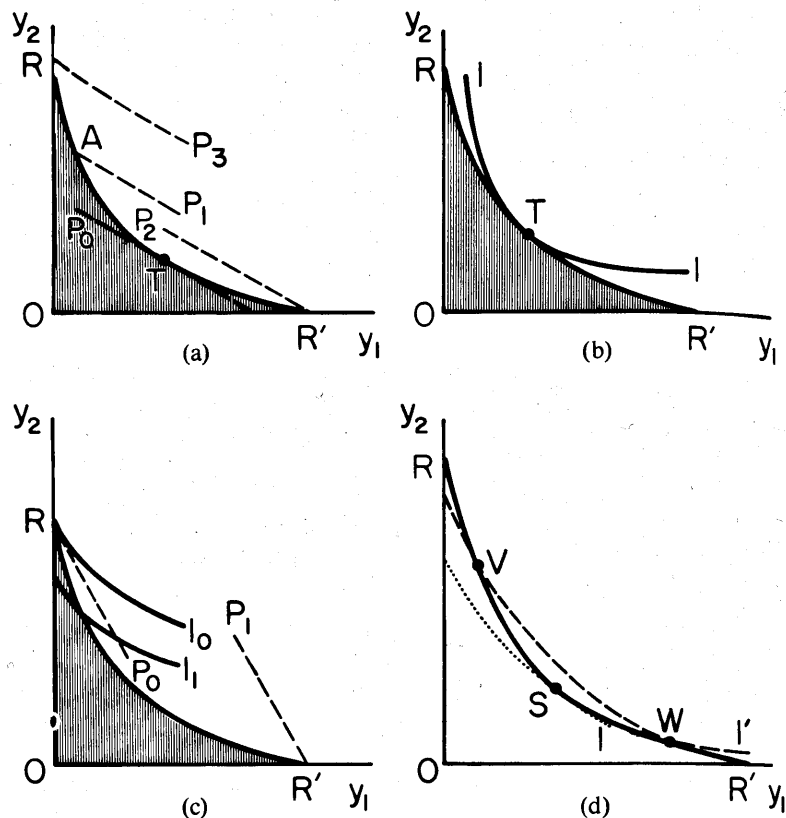 y2
R
A
P3
P1
P0
P2
T
O
R'
y1
(a)
y2
R
I
T
I
O
R'
y1
(b)
y2
R
P1
I0
I1
P0
O
R'
y1
(c)
y2
R
V
S
I
W
I'
O
R'
y1
(d)